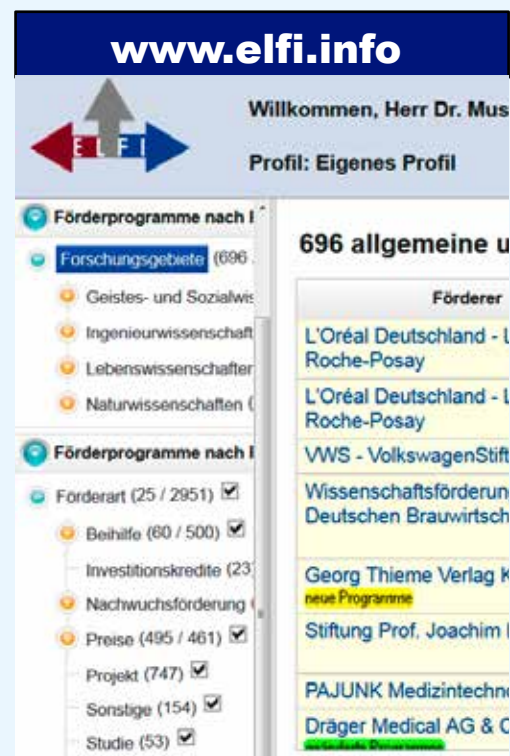 www.elfi.info
Willkommen, Herr Dr. Mus
ELFI
Profil: Eigenes Profil
Förderprogramme nach
Forschungsgebiete (696
Geistes- und Sozialwis
Ingenieurwissenschaft
Lebenswissenschafter
Naturwissenschaften (
Förderprogramme nach
Förderart (25 / 2951)
Beihilfe (60 / 500)
Investitionskredite (23
Nachwuchsförderung
Preise (495 / 461)
Projekt (747)
Sonstige (154)
Studie (53)
696 allgemeine u
Förderer
L'Oréal Deutschland - L
Roche-Posay
L'Oréal Deutschland - L
Roche-Posay
VWS - VolkswagenStift
Wissenschaftsförderun
Deutschen Brauwirtsch
Georg Thieme Verlag K
neue Programme
Stiftung Prof. Joachim
PAJUNK Medizintechno
Dräger Medical AG & C